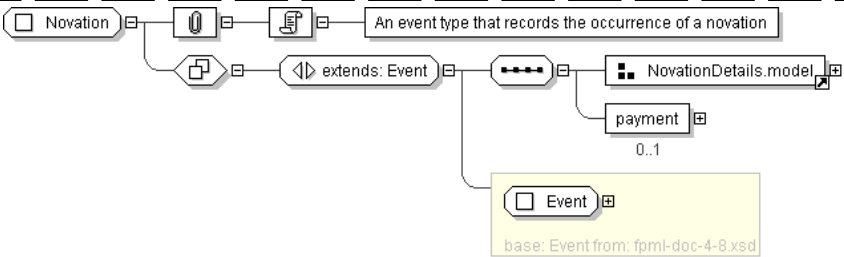 Novation
An event type that records the occurrence of a novation
extends: Event
NovationDetails.model
payment
0..1
Event
base: Event from: fpml-doc-4-8.xsd